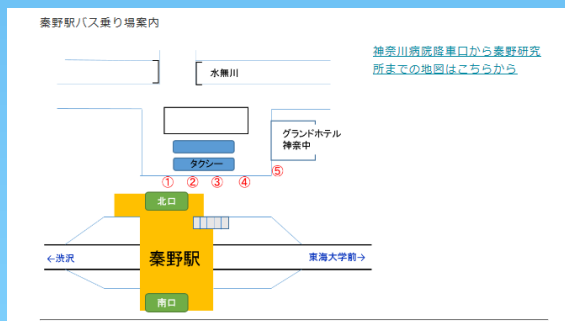 秦野駅バス乗り場案内
神奈川病院降車口から秦野研究
所までの地図はこちらから
水無川
グランドホテル
神奈中
タクシー
⑤
① ② ③ ④
北口
秦野駅
←渋沢
東海大学前→
南口